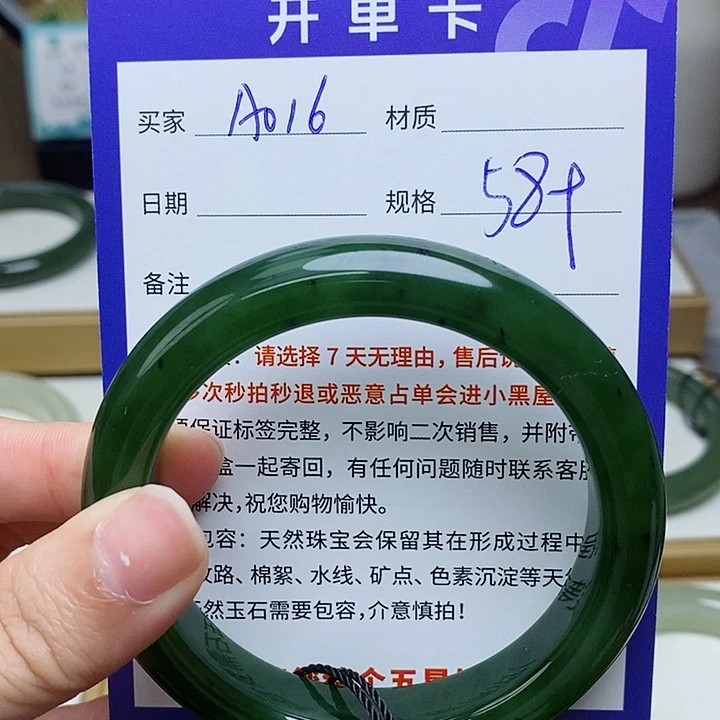 开单卡
买家 A016 材质
日期 规格 58+
备注
：请选择7天无理由，售后
次秒拍秒退或恶意占单会进小黑屋
保证标签完整，不影响二次销售，并附带
盒一起寄回，有任何问题随时联系客服
解决，祝您购物愉快。
包容：天然珠宝会保留其在形成过程中
纹路、棉絮、水线、矿点、色素沉淀等天
天然玉石需要包容，介意慎拍！
个五星